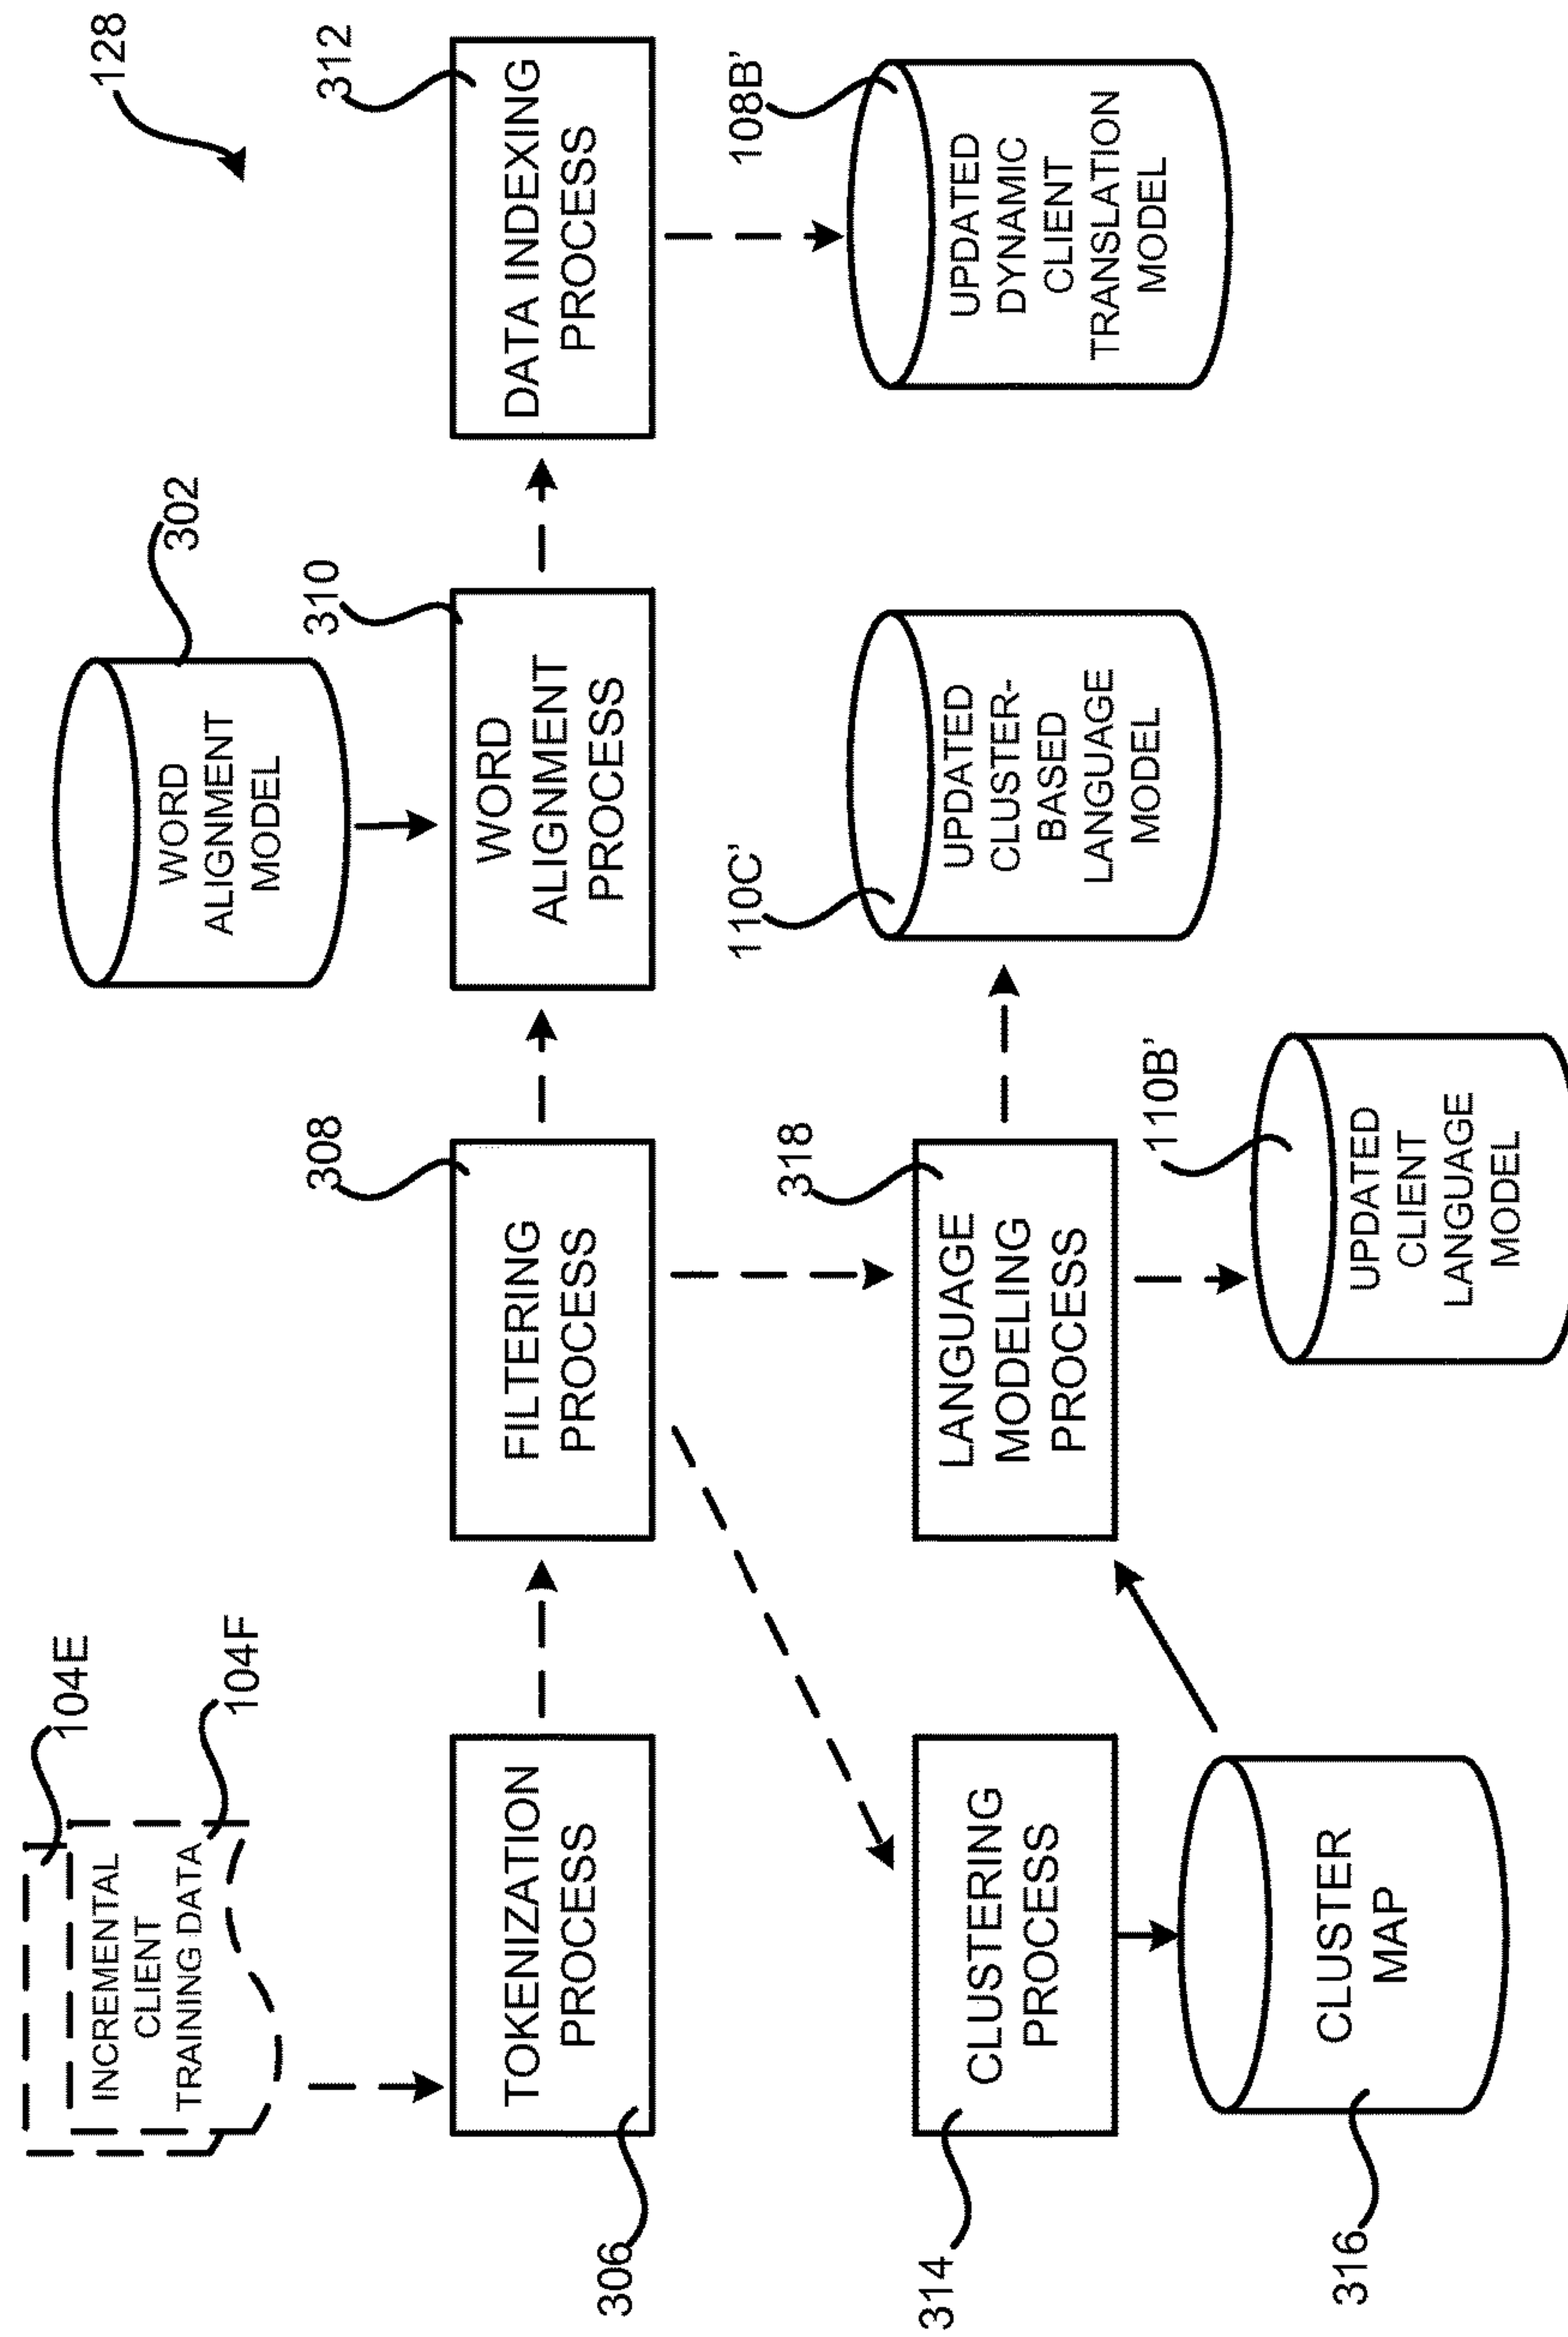 128
104E
INCREMENTAL
CLIENT
TRAINING DATA
104F
WORD
ALIGNMENT
MODEL
302
306
TOKENIZATION
PROCESS
308
FILTERING
PROCESS
310
WORD
ALIGNMENT
PROCESS
312
DATA INDEXING
PROCESS
314
CLUSTERING
PROCESS
318
LANGUAGE
MODELING
PROCESS
110C’
UPDATED
CLUSTER-
BASED
LANGUAGE
MODEL
108B’
UPDATED
DYNAMIC
CLIENT
TRANSLATION
MODEL
316
CLUSTER
MAP
110B’
UPDATED
CLIENT
LANGUAGE
MODEL